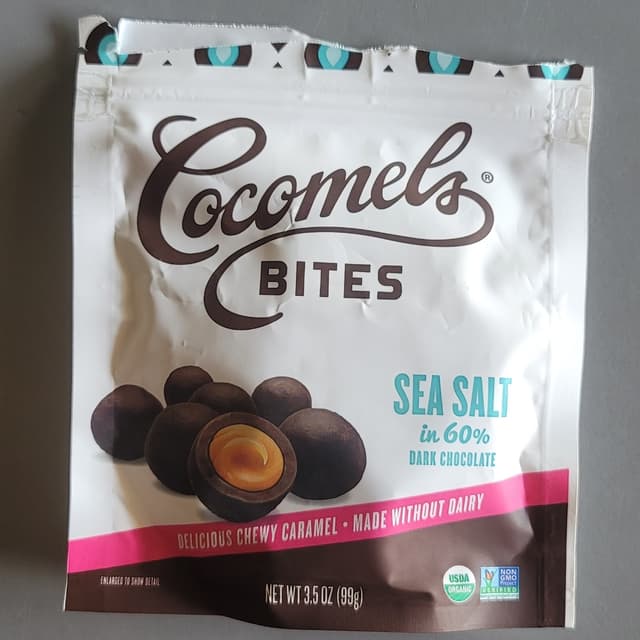 Cocomels®
BITES
SEA SALT
in 60%
DARK CHOCOLATE
DELICIOUS CHEWY CARAMEL • MADE WITHOUT DAIRY
ENLARGED TO SHOW DETAIL
NET WT 3.5 OZ (99g)
USDA
ORGANIC
NON
GMO
Project
VERIFIED